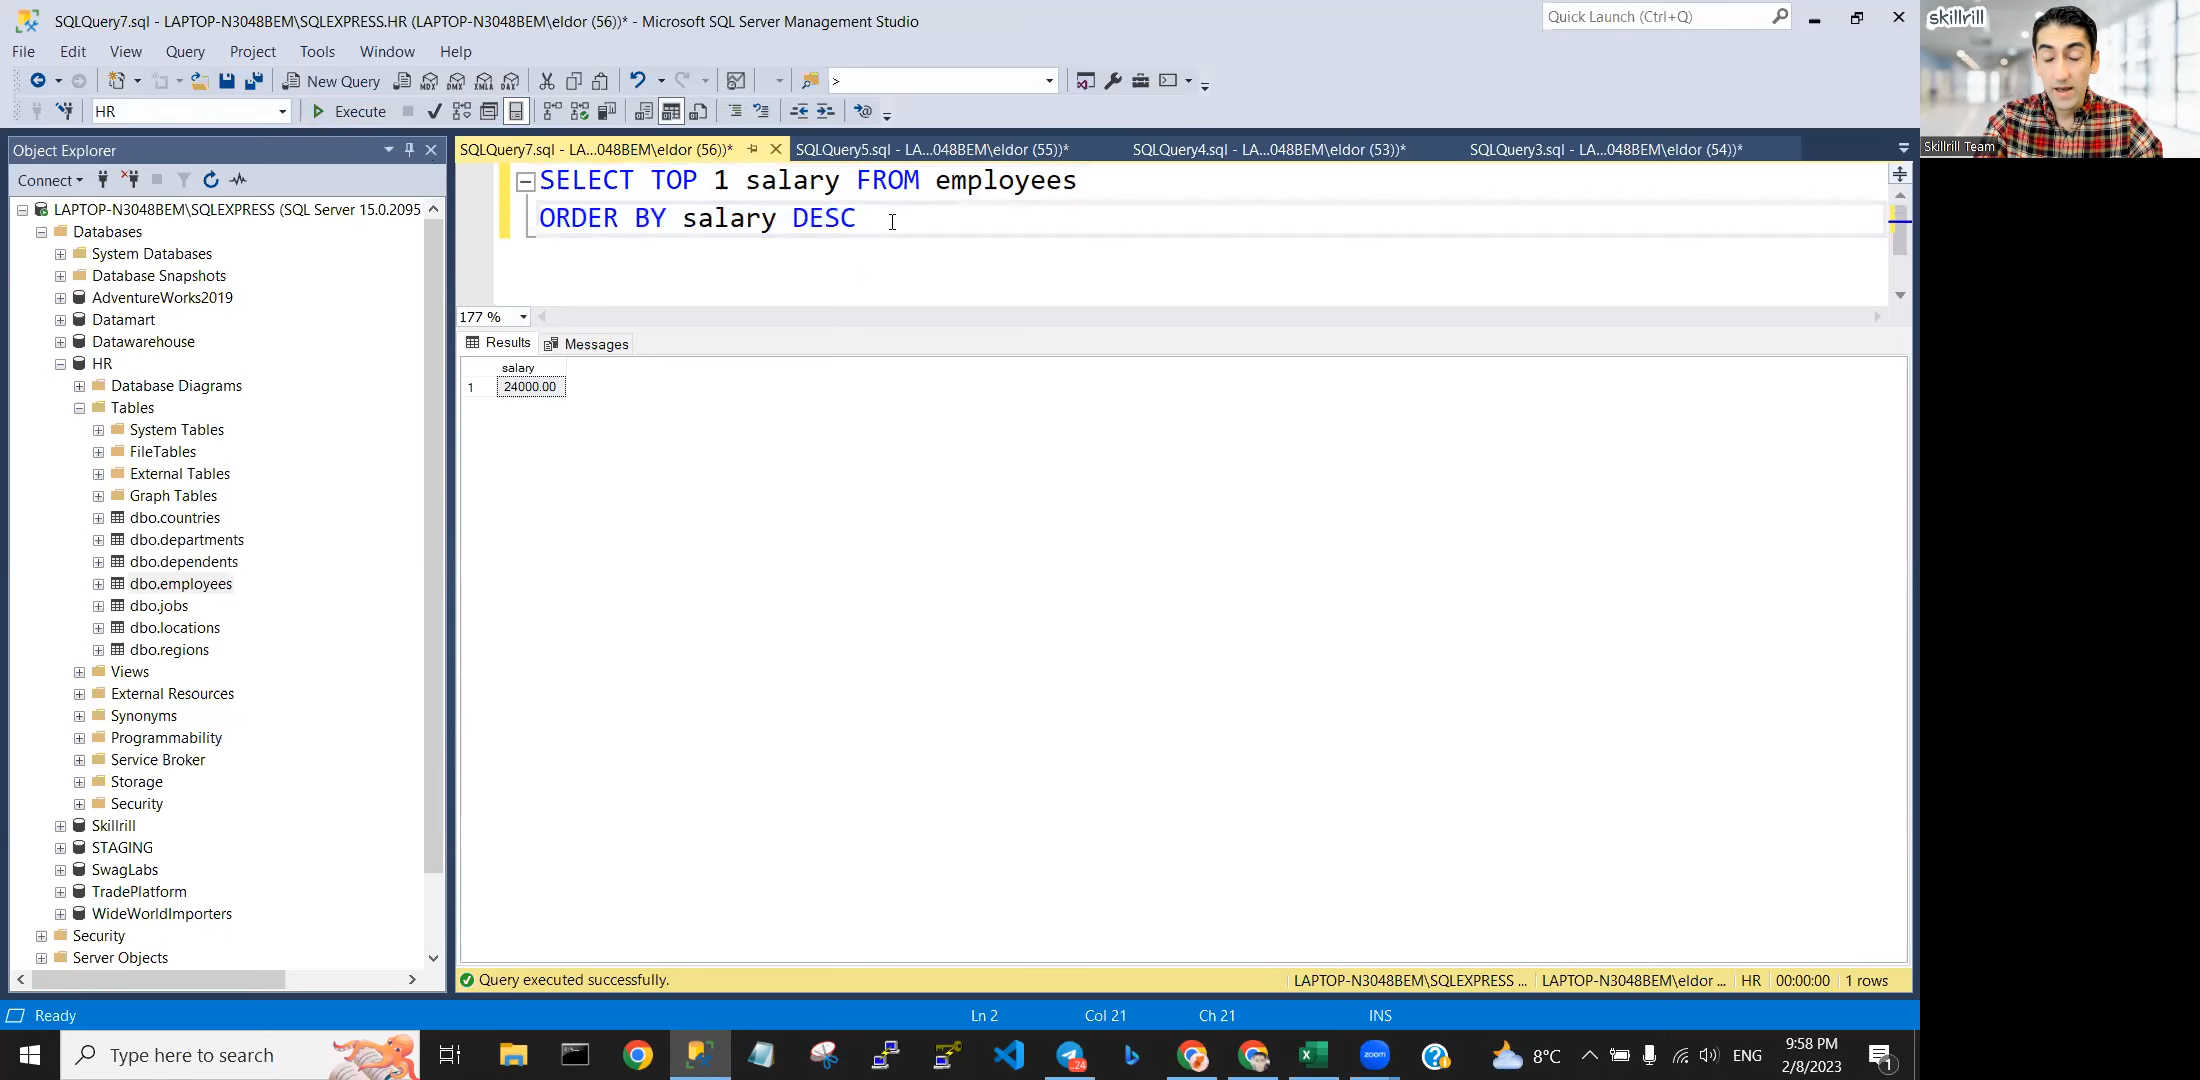 SQLQuery7.sql - LAPTOP-N3048BEM\SQLEXPRESS.HR (LAPTOP-N3048BEM\eldor (56))* - Microsoft SQL Server Management Studio
Quick Launch (Ctrl+Q)
skillrill
File Edit View Query Project Tools Window Help
New Query
MDX DMX XMLA DAX
>
HR
Execute
Skillrill Team
Object Explorer
SQLQuery7.sql - LA...048BEM\eldor (56))*
SQLQuery5.sql - LA...048BEM\eldor (55))*
SQLQuery4.sql - LA...048BEM\eldor (53))*
SQLQuery3.sql - LA...048BEM\eldor (54))*
Connect
LAPTOP-N3048BEM\SQLEXPRESS (SQL Server 15.0.2095
Databases
System Databases
Database Snapshots
AdventureWorks2019
Datamart
Datawarehouse
HR
Database Diagrams
Tables
System Tables
FileTables
External Tables
Graph Tables
dbo.countries
dbo.departments
dbo.dependents
dbo.employees
dbo.jobs
dbo.locations
dbo.regions
Views
External Resources
Synonyms
Programmability
Service Broker
Storage
Security
Skillrill
STAGING
SwagLabs
TradePlatform
WideWorldImporters
Security
Server Objects
SELECT TOP 1 salary FROM employees
ORDER BY salary DESC
177 %
Results
Messages
salary
1 24000.00
Query executed successfully.
LAPTOP-N3048BEM\SQLEXPRESS ...
LAPTOP-N3048BEM\eldor ...
HR
00:00:00
1 rows
Ready
Ln 2
Col 21
Ch 21
INS
Type here to search
24
zoom
8°C
ENG
9:58 PM
2/8/2023
1